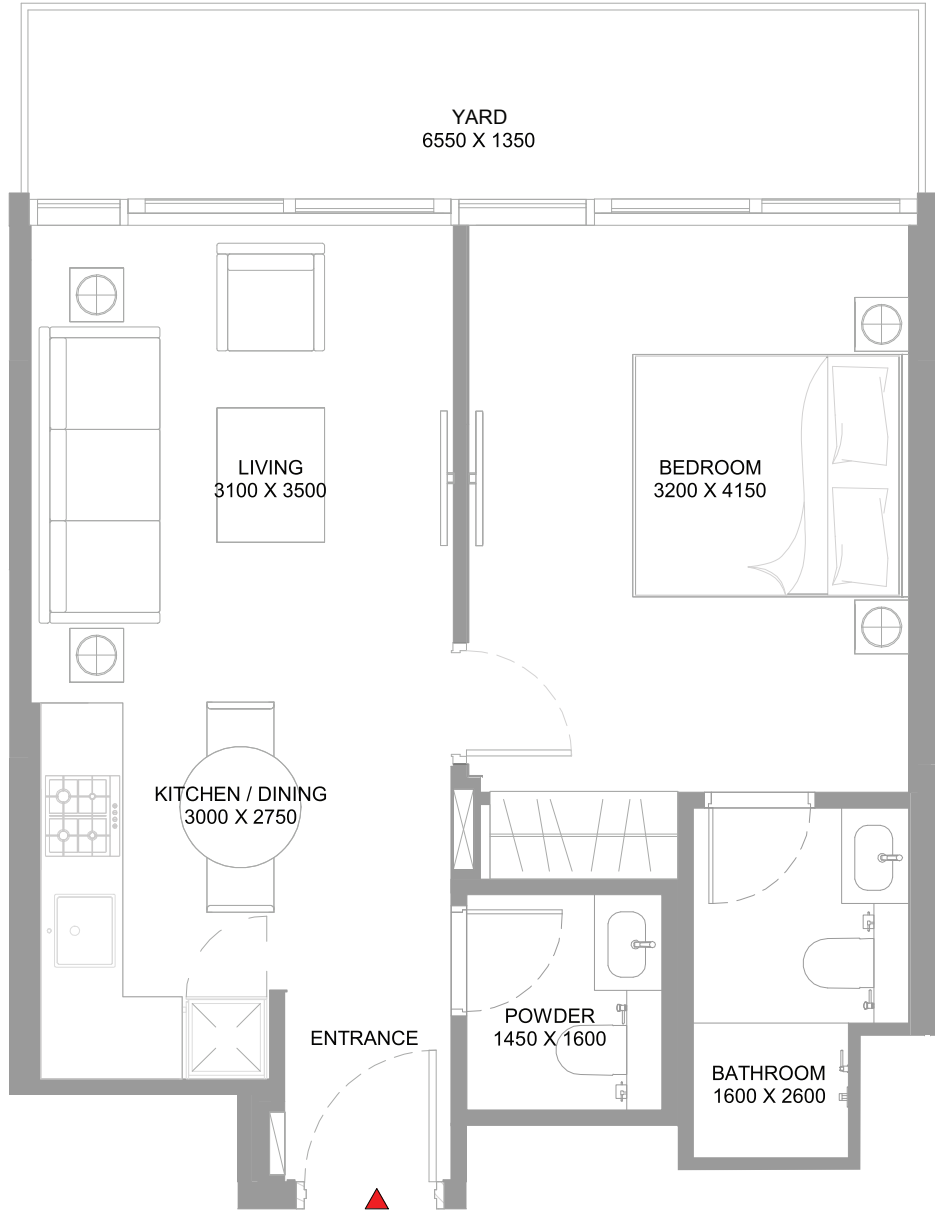 YARD
6550 X 1350
LIVING
3100 X 3500
BEDROOM
3200 X 4150
KITCHEN / DINING
3000 X 2750
POWDER
1450 X 1600
ENTRANCE
BATHROOM
1600 X 2600